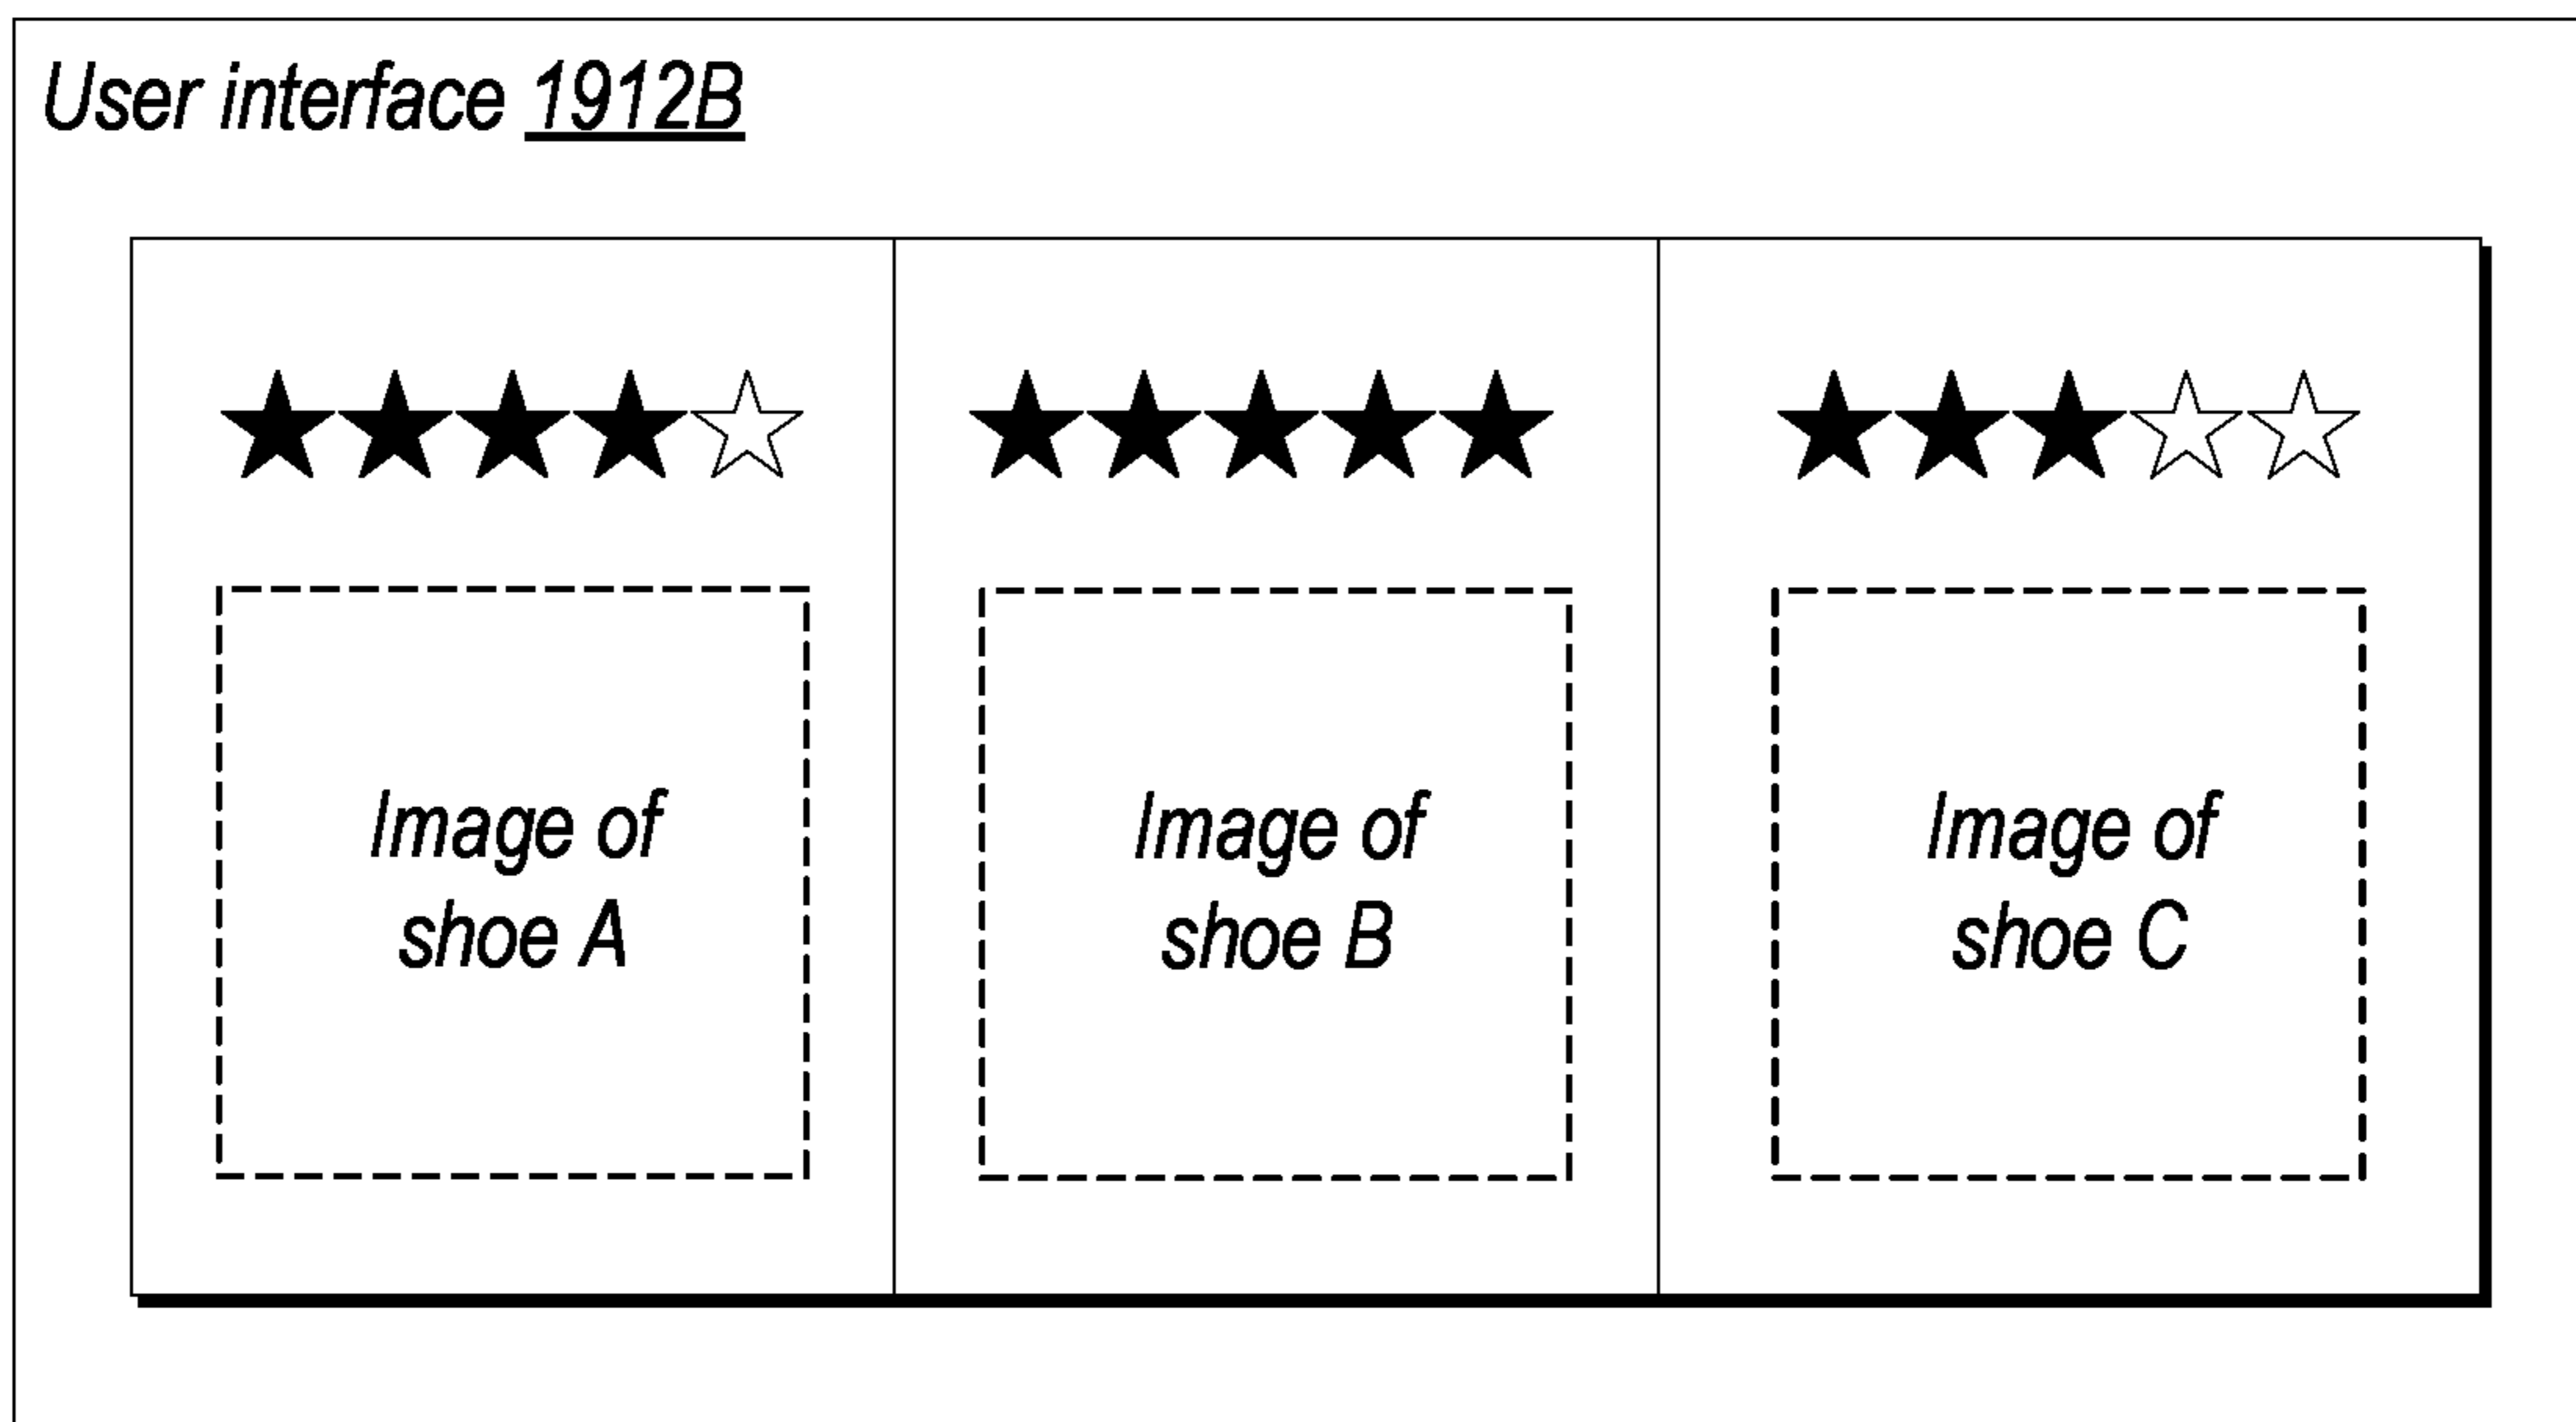 User interface 1912B
Image of
shoe A
Image of
shoe B
Image of
shoe C